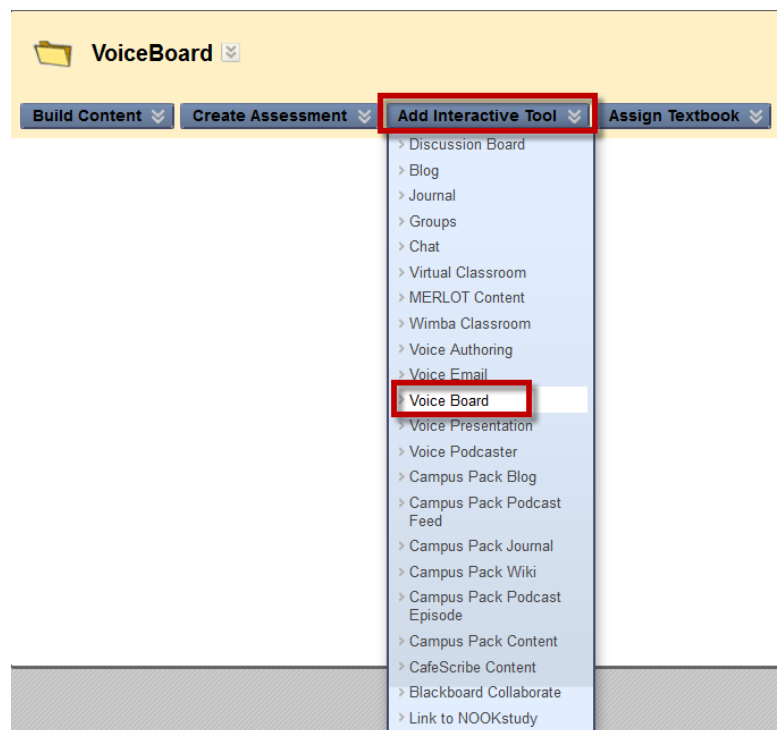 VoiceBoard
Build Content
Create Assessment
Add Interactive Tool
Assign Textbook
Discussion Board
Blog
Journal
Groups
Chat
Virtual Classroom
MERLOT Content
Wimba Classroom
Voice Authoring
Voice Email
Voice Board
Voice Presentation
Voice Podcaster
Campus Pack Blog
Campus Pack Podcast
Feed
Campus Pack Journal
Campus Pack Wiki
Campus Pack Podcast
Episode
Campus Pack Content
CafeScribe Content
Blackboard Collaborate
Link to NOOKstudy